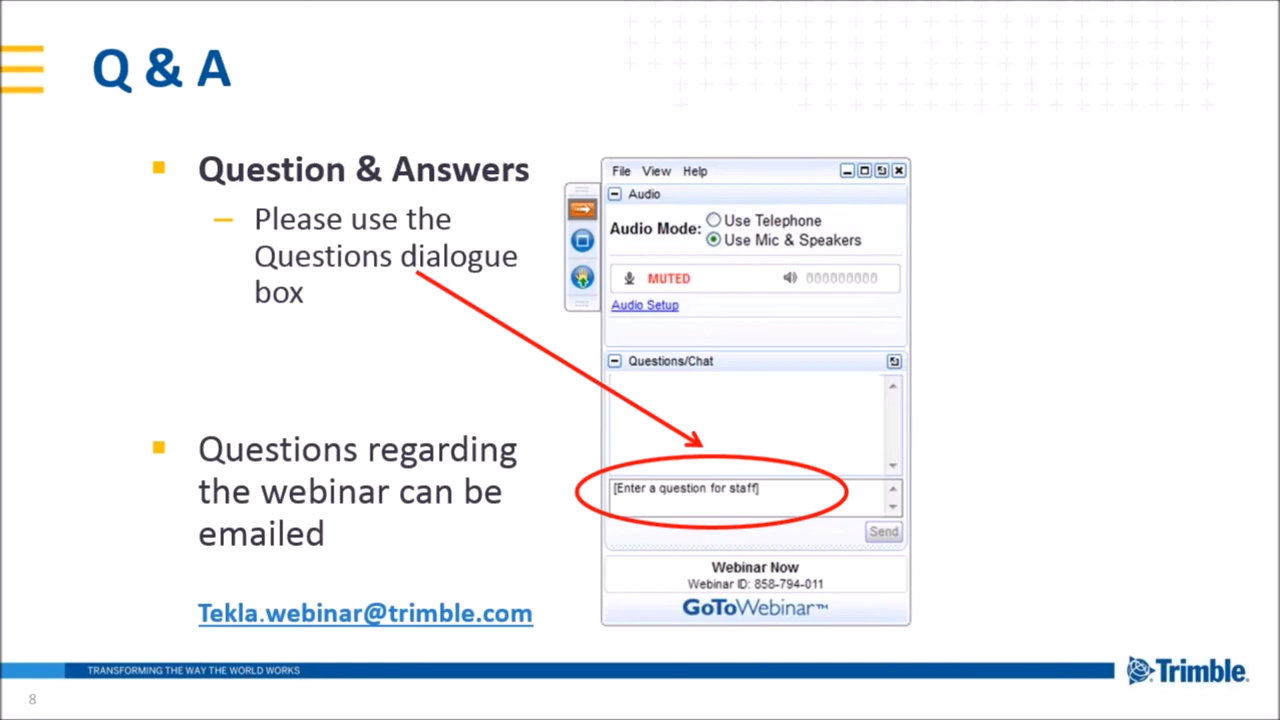 Q & A
Question & Answers
– Please use the
Questions dialogue
box
Questions regarding
the webinar can be
emailed
Tekla.webinar@trimble.com
File View Help
Audio
Audio Mode: Use Telephone
Use Mic & Speakers
MUTED 000000000
Audio Setup
Questions/Chat
[Enter a question for staff]
Send
Webinar Now
Webinar ID: 858-794-011
GoToWebinar™
TRANSFORMING THE WAY THE WORLD WORKS
Trimble
8